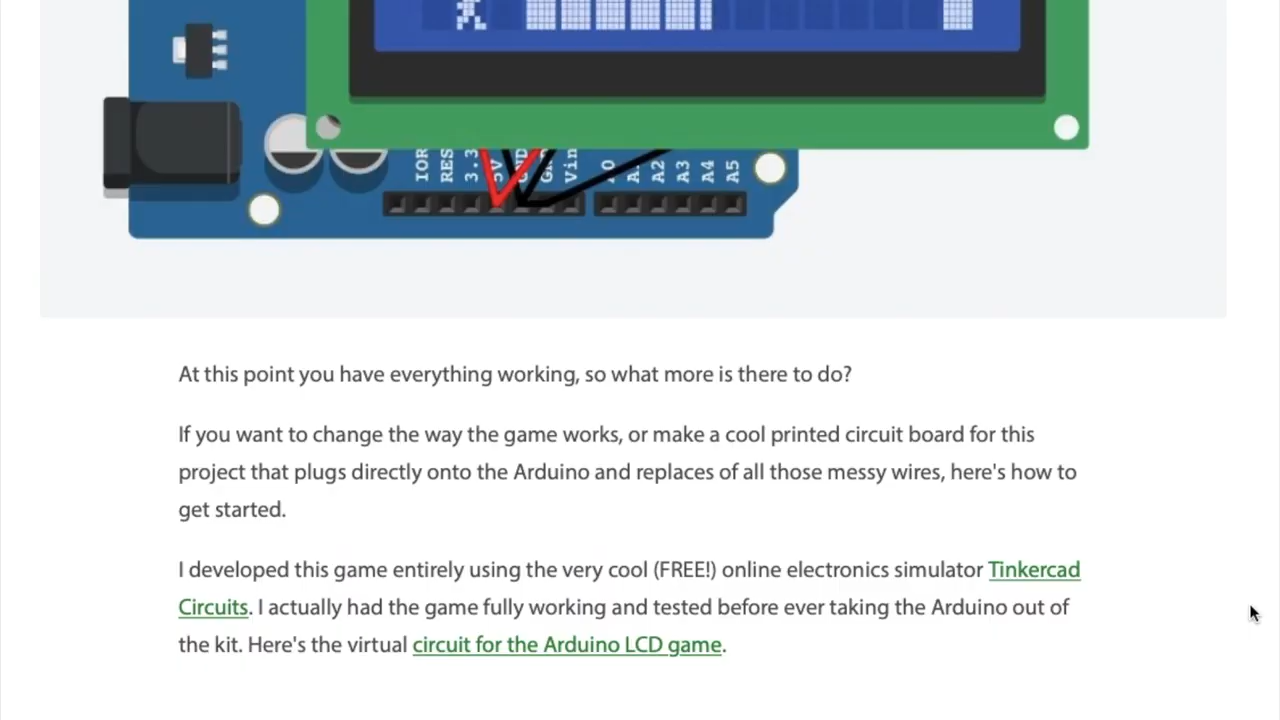 IOR RES 3.3 5V GND GN Vin A0 A1 A2 A3 A4 A5
At this point you have everything working, so what more is there to do?
If you want to change the way the game works, or make a cool printed circuit board for this
project that plugs directly onto the Arduino and replaces of all those messy wires, here's how to
get started.
I developed this game entirely using the very cool (FREE!) online electronics simulator Tinkercad
Circuits. I actually had the game fully working and tested before ever taking the Arduino out of
the kit. Here's the virtual circuit for the Arduino LCD game.